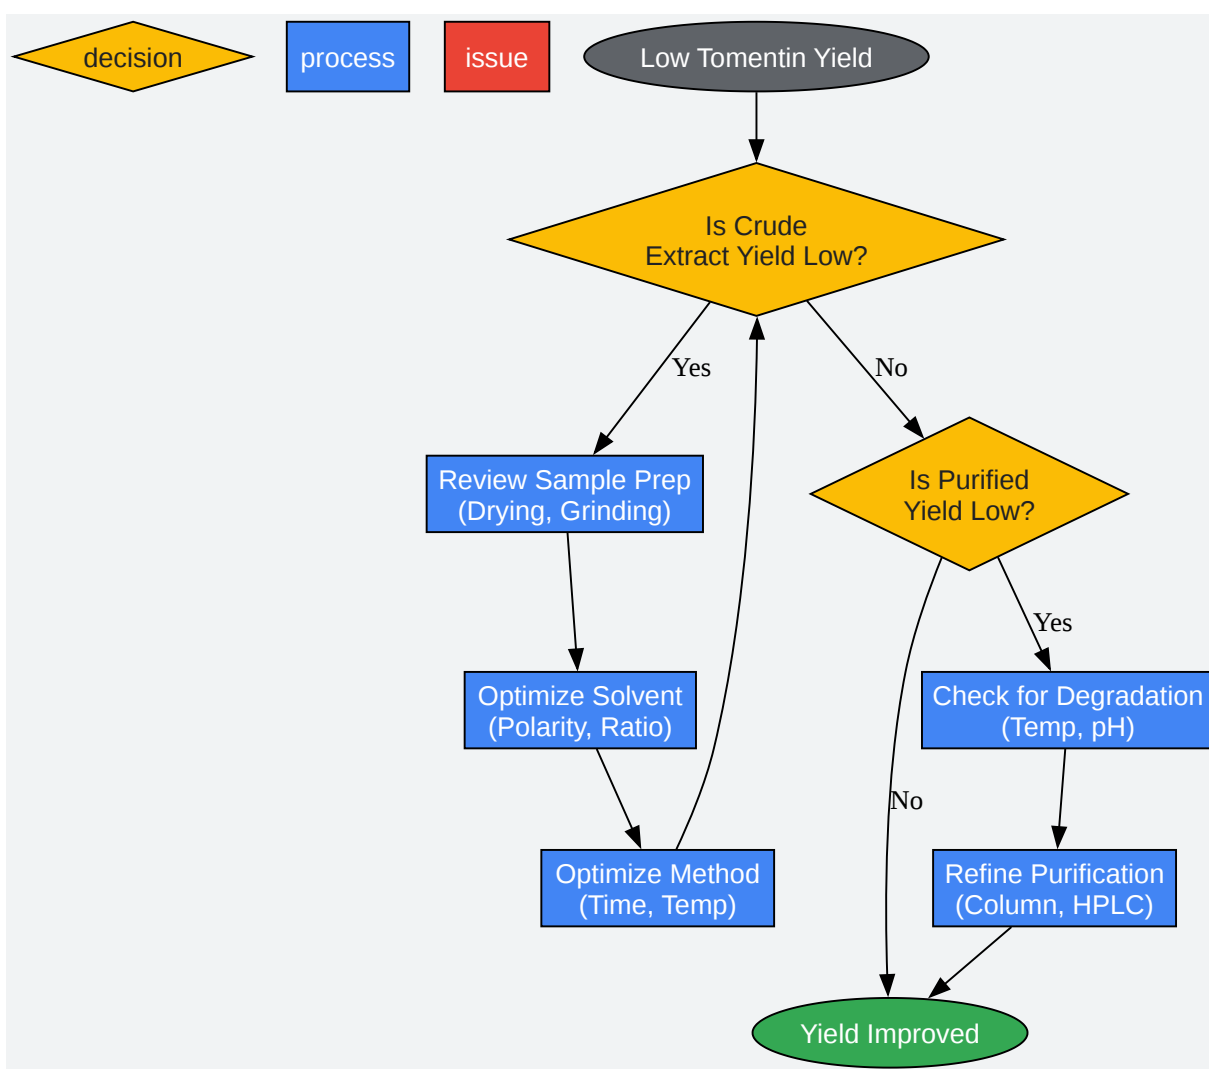 decision
process
issue
Low Tomentin Yield
Is Crude
Extract Yield Low?
Yes
No
Review Sample Prep
(Drying, Grinding)
Is Purified
Yield Low?
Yes
Optimize Solvent
(Polarity, Ratio)
Check for Degradation
(Temp, pH)
No
Optimize Method
(Time, Temp)
Refine Purification
(Column, HPLC)
Yield Improved